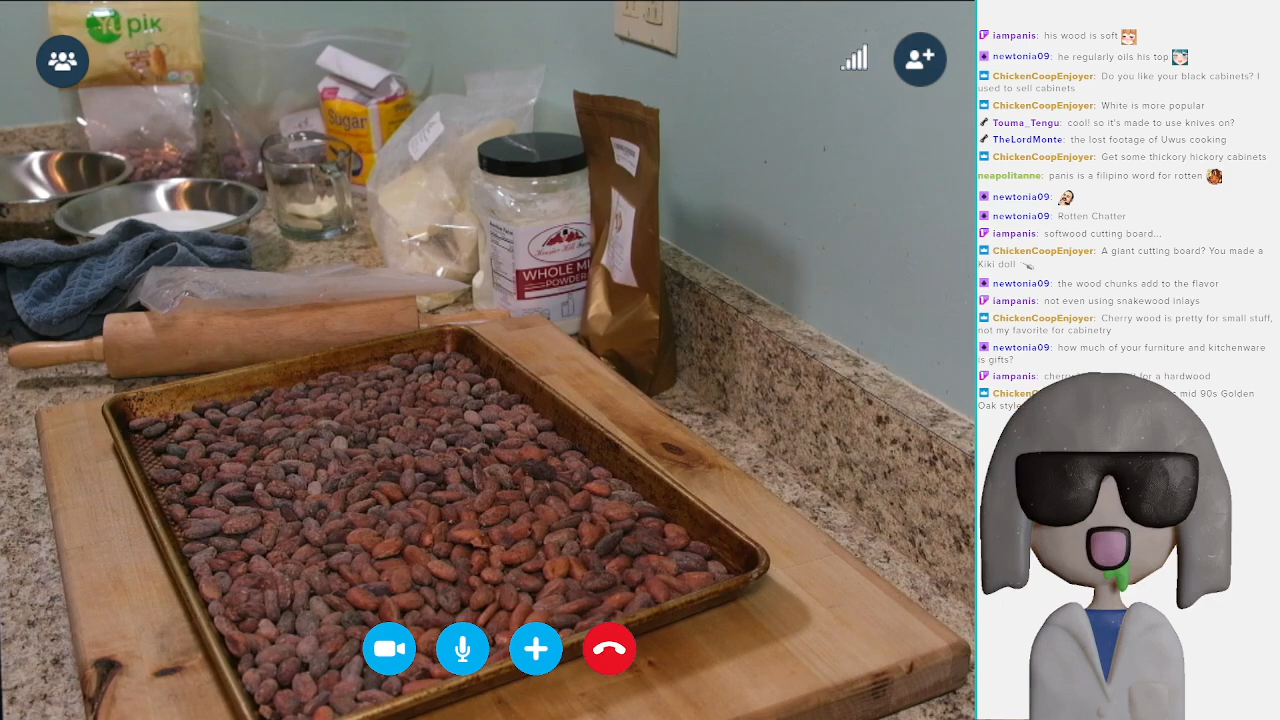 Yupik
Sugar
WHOLE MI
POWDER
iampanis: his wood is soft
newtonia09: he regularly oils his top
ChickenCoopEnjoyer: Do you like your black cabinets? I
used to sell cabinets
ChickenCoopEnjoyer: White is more popular
Touma_Tengu: cool! so it's made to use knives on?
TheLordMonte: the lost footage of Uwus cooking
ChickenCoopEnjoyer: Get some thickory hickory cabinets
neapolitanne: panis is a filipino word for rotten
newtonia09:
newtonia09: Rotten Chatter
iampanis: softwood cutting board...
ChickenCoopEnjoyer: A giant cutting board? You made a
Kiki doll
newtonia09: the wood chunks add to the flavor
iampanis: not even using snakewood inlays
ChickenCoopEnjoyer: Cherry wood is pretty for small stuff,
not my favorite for cabinetry
newtonia09: how much of your furniture and kitchenware
is gifts?
iampanis: cherry for a hardwood
ChickenC mid 90s Golden
Oak style